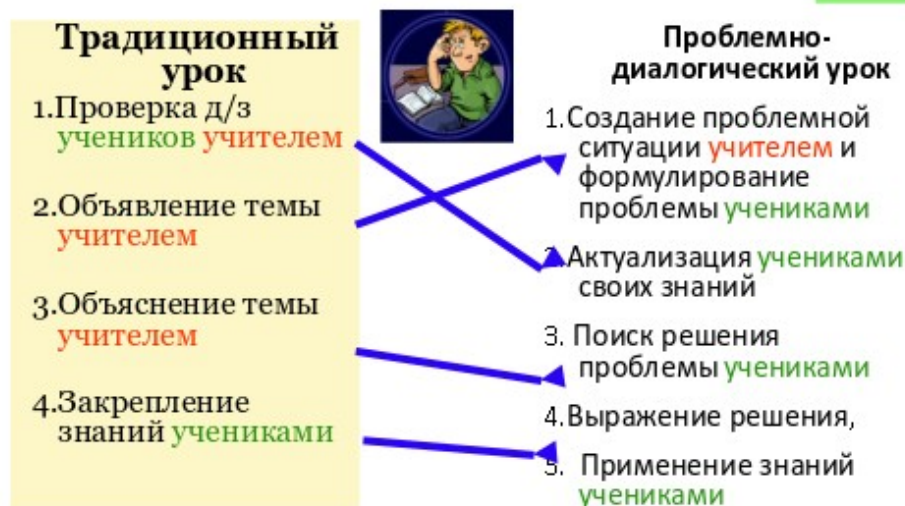 Традиционный
урок
1.Проверка д/з
учеников учителем
2.Объявление темы
учителем
3.Объяснение темы
учителем
4.Закрепление
знаний учениками
Проблемно-
диалогический урок
1.Создание проблемной
ситуации учителем и
формулирование
проблемы учениками
2.Актуализация учениками
своих знаний
3. Поиск решения
проблемы учениками
4.Выражение решения,
5. Применение знаний
учениками